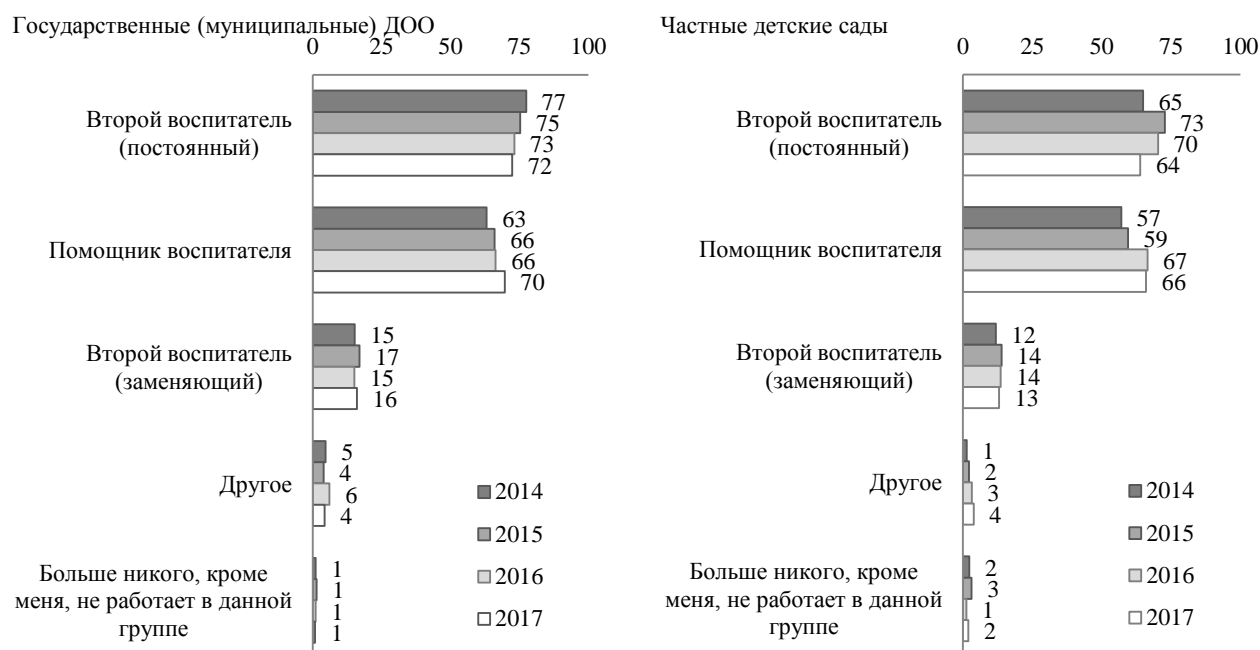 Государственные (муниципальные) ДОО
0 25 50 75 100
Второй воспитатель
(постоянный)
77
75
73
72
Помощник воспитателя
63
66
66
70
Второй воспитатель
(заменяющий)
15
17
15
16
Другое
5
4
6
4
Больше никого, кроме
меня, не работает в данной
группе
1
1
1
1
2014
2015
2016
2017
Частные детские сады
0 25 50 75 100
Второй воспитатель
(постоянный)
65
73
70
64
Помощник воспитателя
57
59
67
66
Второй воспитатель
(заменяющий)
12
14
14
13
Другое
1
2
3
4
Больше никого, кроме
меня, не работает в данной
группе
2
3
1
2
2014
2015
2016
2017